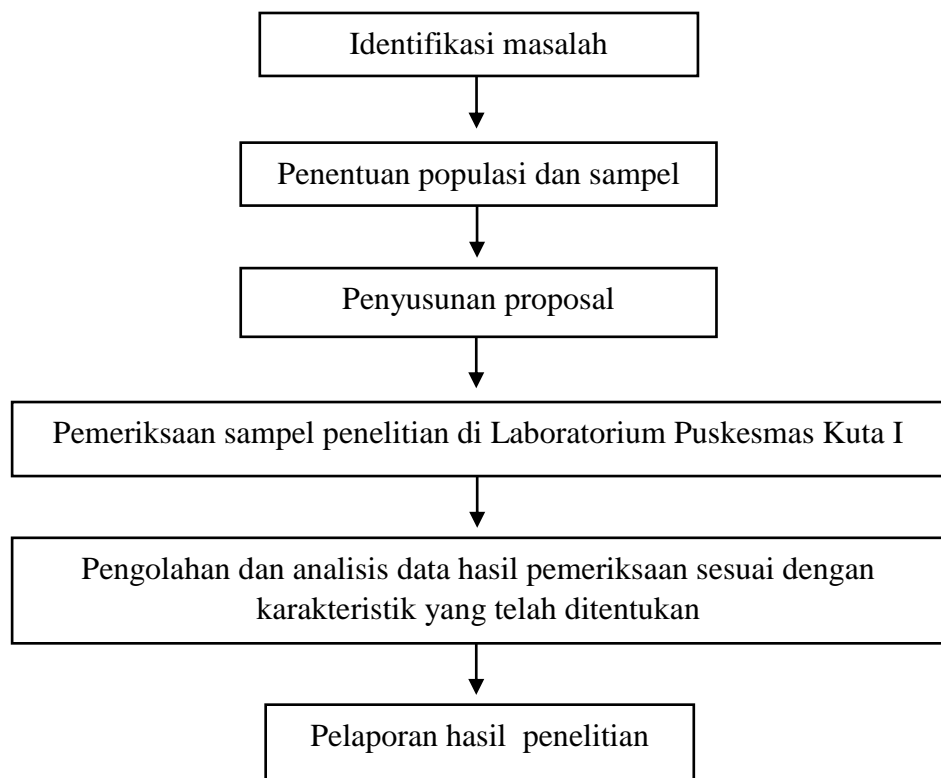 Identifikasi masalah
Penentuan populasi dan sampel
Penyusunan proposal
Pemeriksaan sampel penelitian di Laboratorium Puskesmas Kuta I
Pengolahan dan analisis data hasil pemeriksaan sesuai dengan
karakteristik yang telah ditentukan
Pelaporan hasil  penelitian